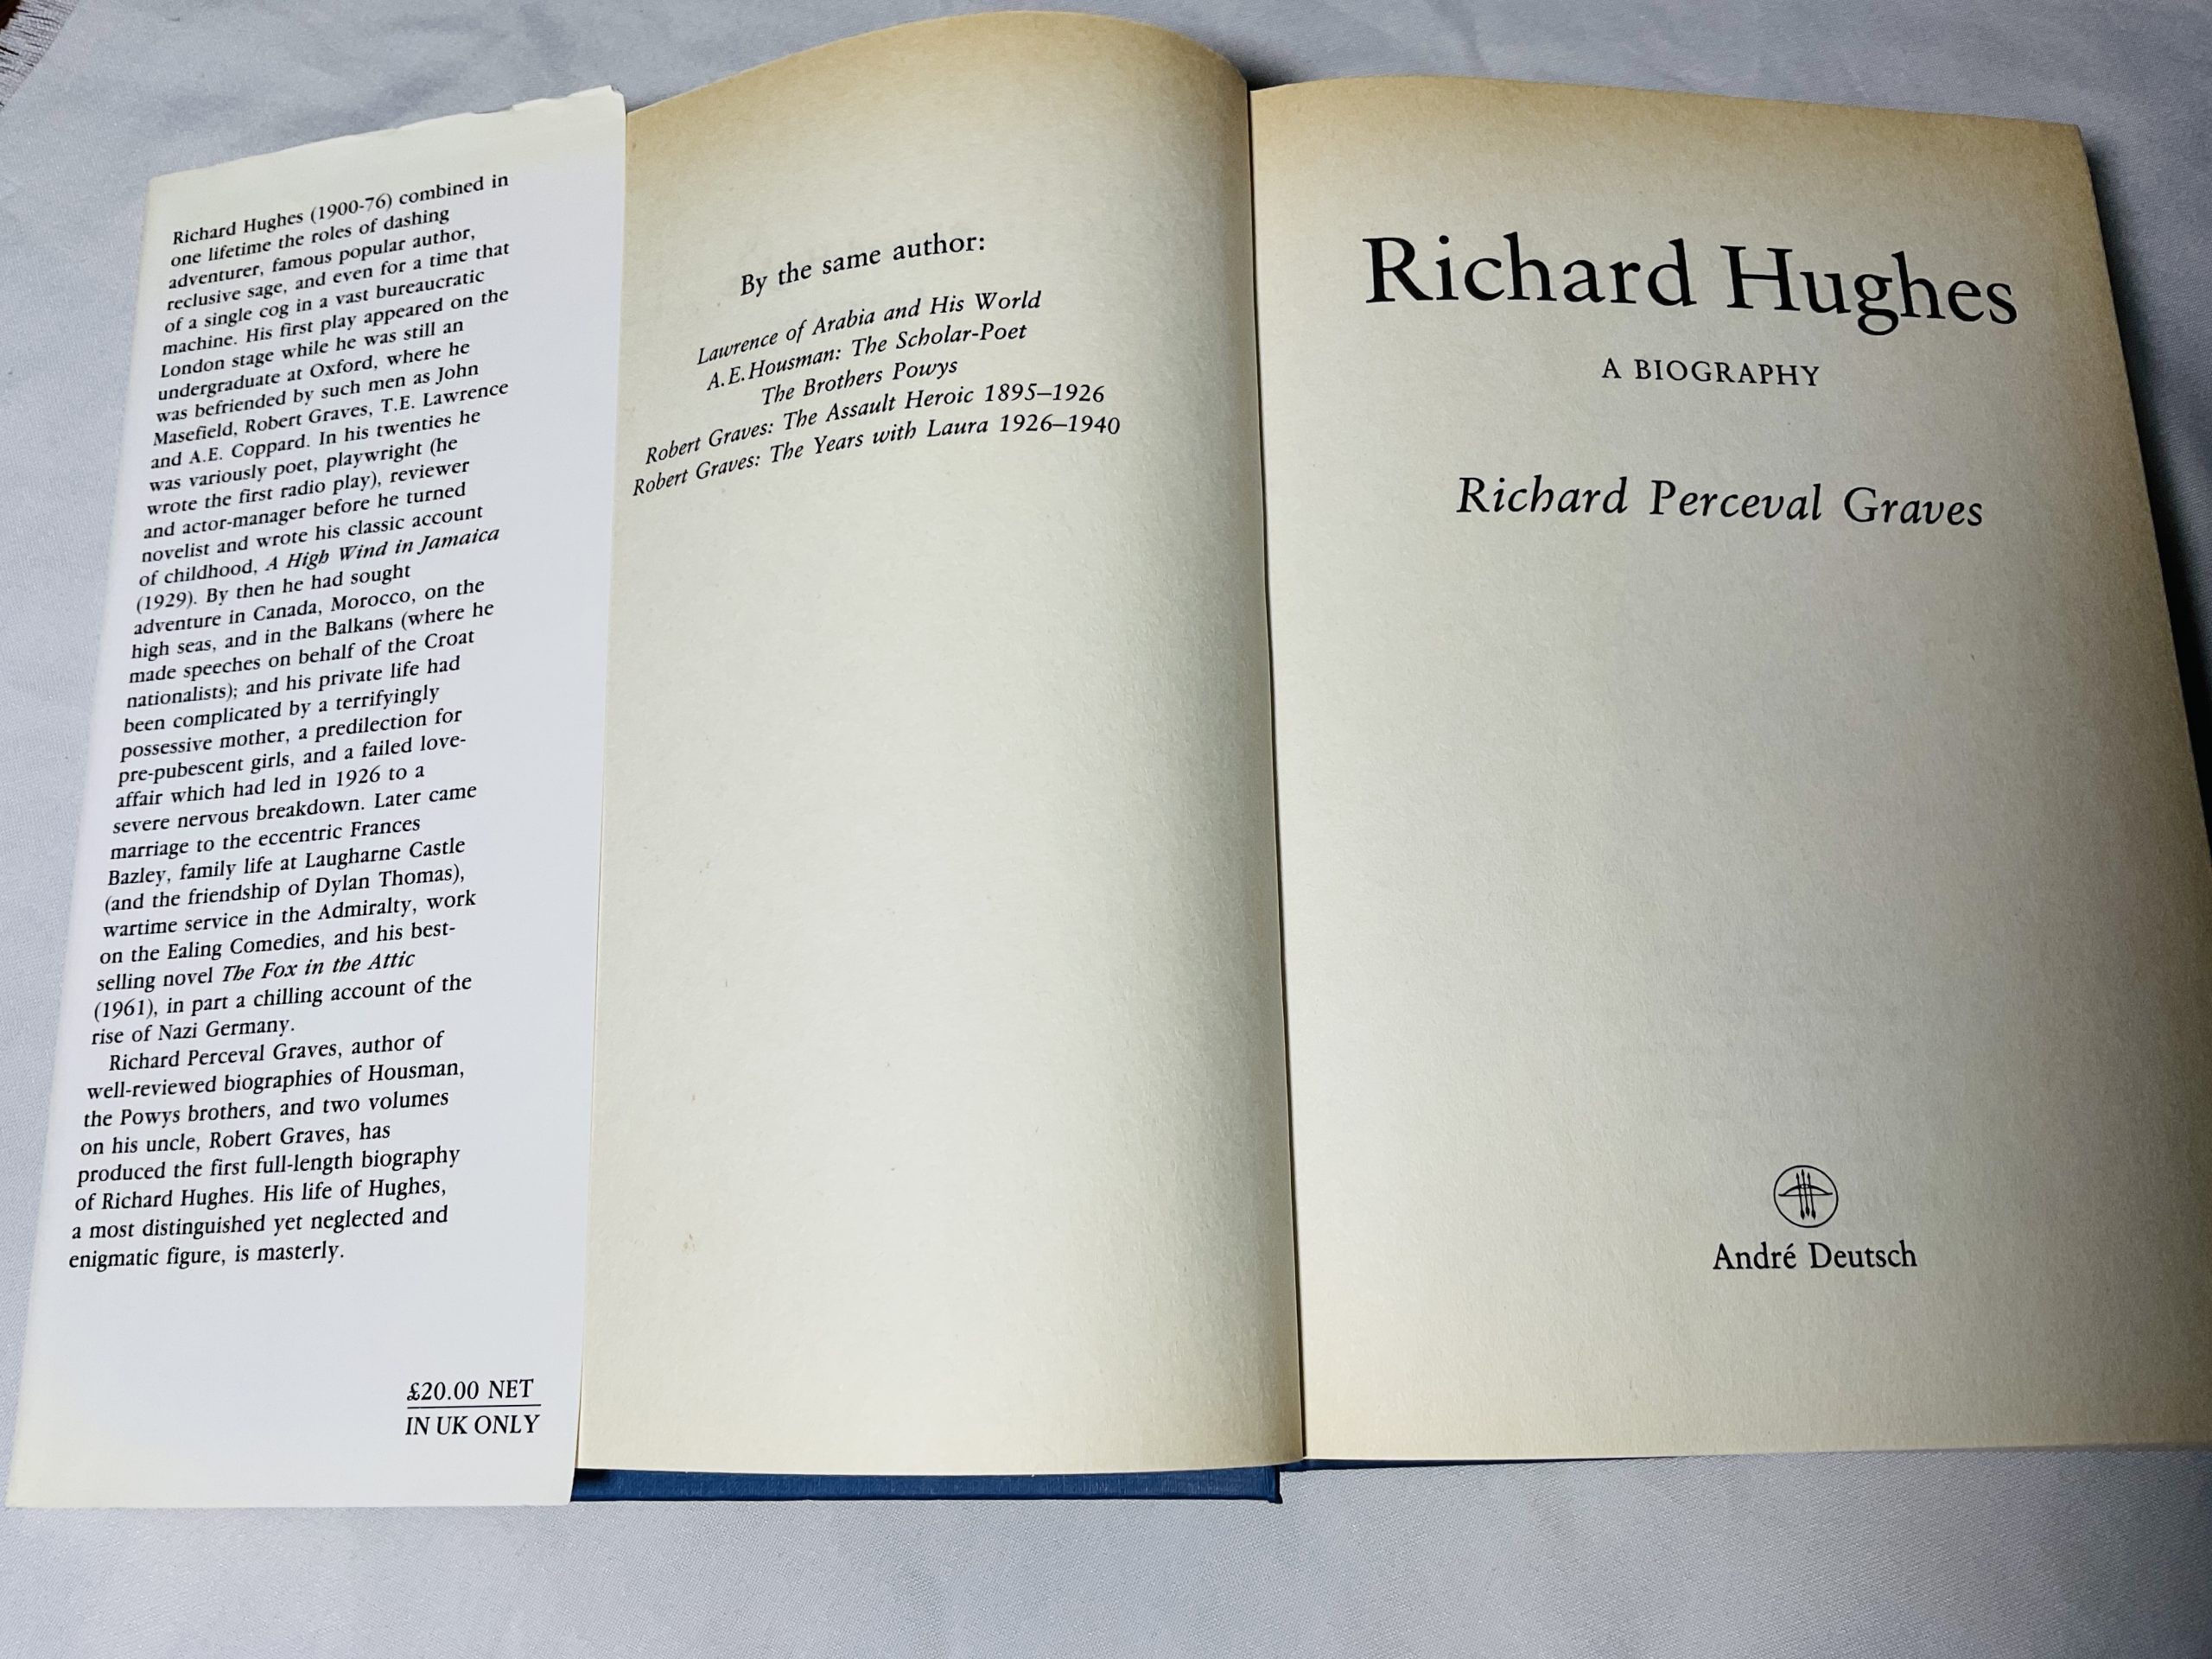 Richard Hughes (1900-76) combined in
one lifetime the roles of dashing
adventurer, famous popular author,
reclusive sage, and even for a time that
of a single cog in a vast bureaucratic
machine. His first play appeared on the
London stage while he was still an
undergraduate at Oxford, where he
was befriended by such men as John
Masefield, Robert Graves, T.E. Lawrence
and A.E. Coppard. In his twenties he
was variously poet, playwright (he
wrote the first radio play), reviewer
and actor-manager before he turned
novelist and wrote his classic account
of childhood, A High Wind in Jamaica
(1929). By then he had sought
adventure in Canada, Morocco, on the
high seas, and in the Balkans (where he
made speeches on behalf of the Croat
nationalists); and his private life had
been complicated by a terrifyingly
possessive mother, a predilection for
pre-pubescent girls, and a failed love-
affair which had led in 1926 to a
severe nervous breakdown. Later came
marriage to the eccentric Frances
Bazley, family life at Laugharne Castle
(and the friendship of Dylan Thomas),
wartime service in the Admiralty, work
on the Ealing Comedies, and his best-
selling novel The Fox in the Attic
(1961), in part a chilling account of the
rise of Nazi Germany.
Richard Perceval Graves, author of
well-reviewed biographies of Housman,
the Powys brothers, and two volumes
on his uncle, Robert Graves, has
produced the first full-length biography
of Richard Hughes. His life of Hughes,
a most distinguished yet neglected and
enigmatic figure, is masterly.
£20.00 NET
IN UK ONLY
By the same author:
Lawrence of Arabia and His World
A.E. Housman: The Scholar-Poet
The Brothers Powys
Robert Graves: The Assault Heroic 1895–1926
Robert Graves: The Years with Laura 1926–1940
Richard Hughes
A BIOGRAPHY
Richard Perceval Graves
André Deutsch